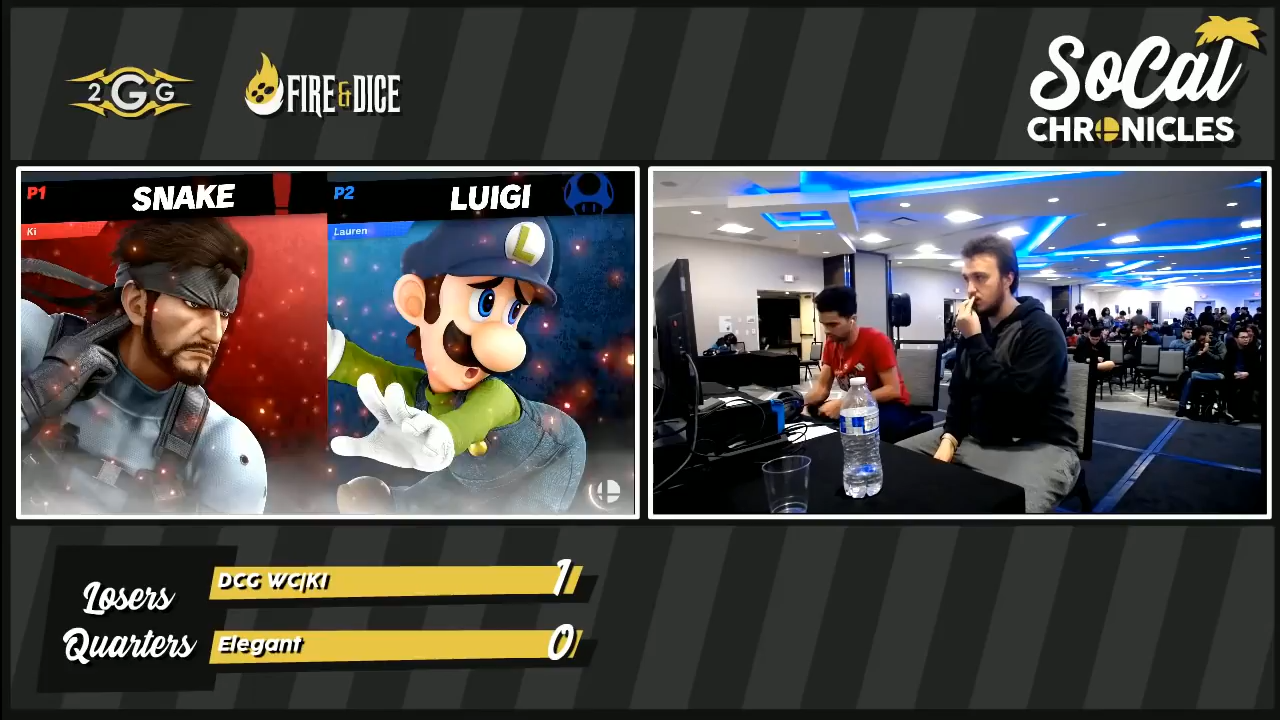 2GG
FIRE&DICE
SoCal
CHRONICLES
P1
SNAKE
P2
LUIGI
Ki
Lauren
L
Losers
Quarters
DCG WC|KI
1
Elegant
0